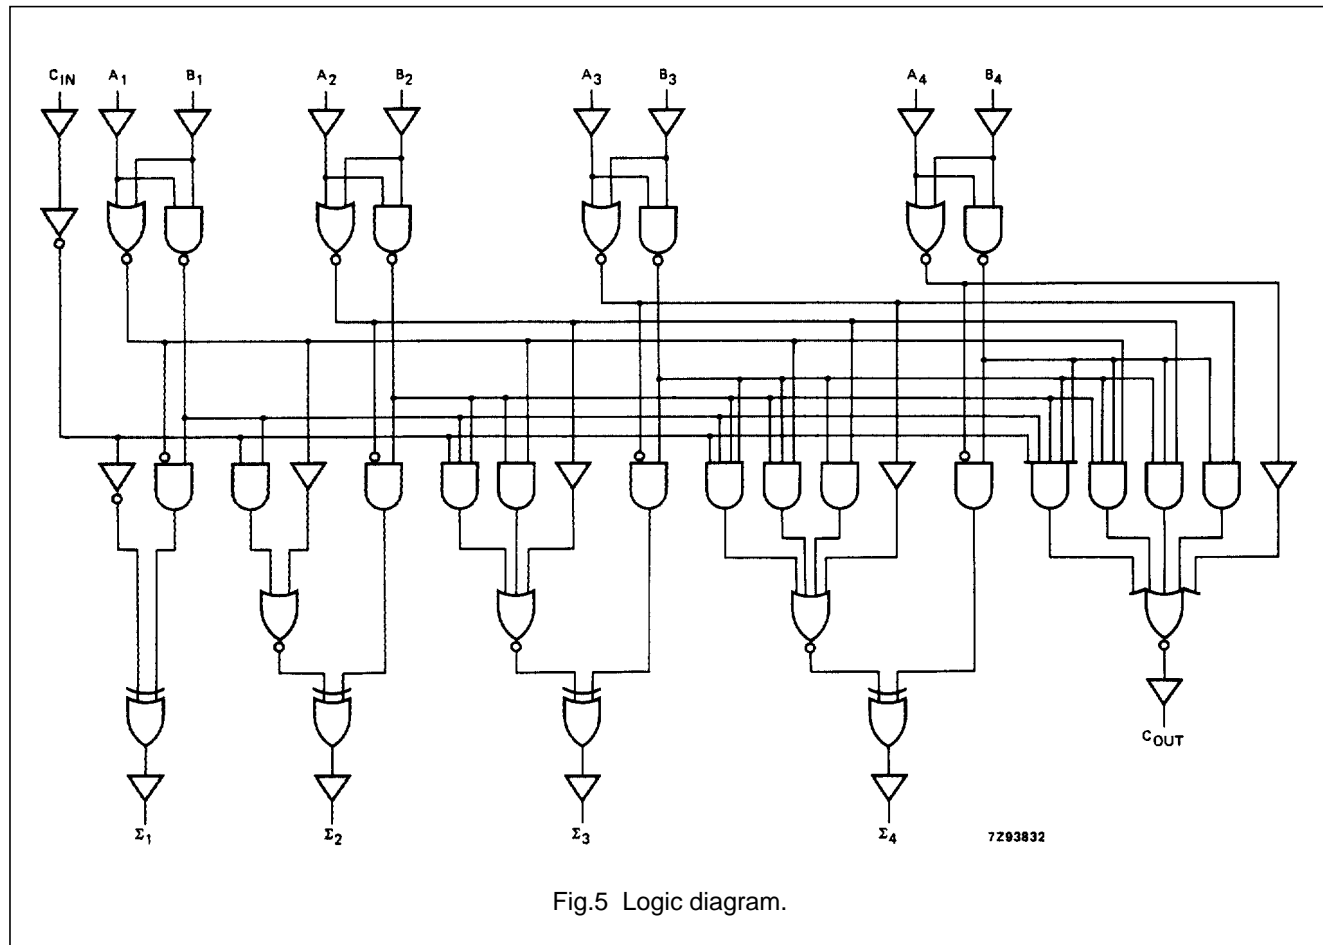 C_IN A_1 B_1 A_2 B_2 A_3 B_3 A_4 B_4
C_OUT
Σ_1 Σ_2 Σ_3 Σ_4 7Z93832
Fig.5 Logic diagram.